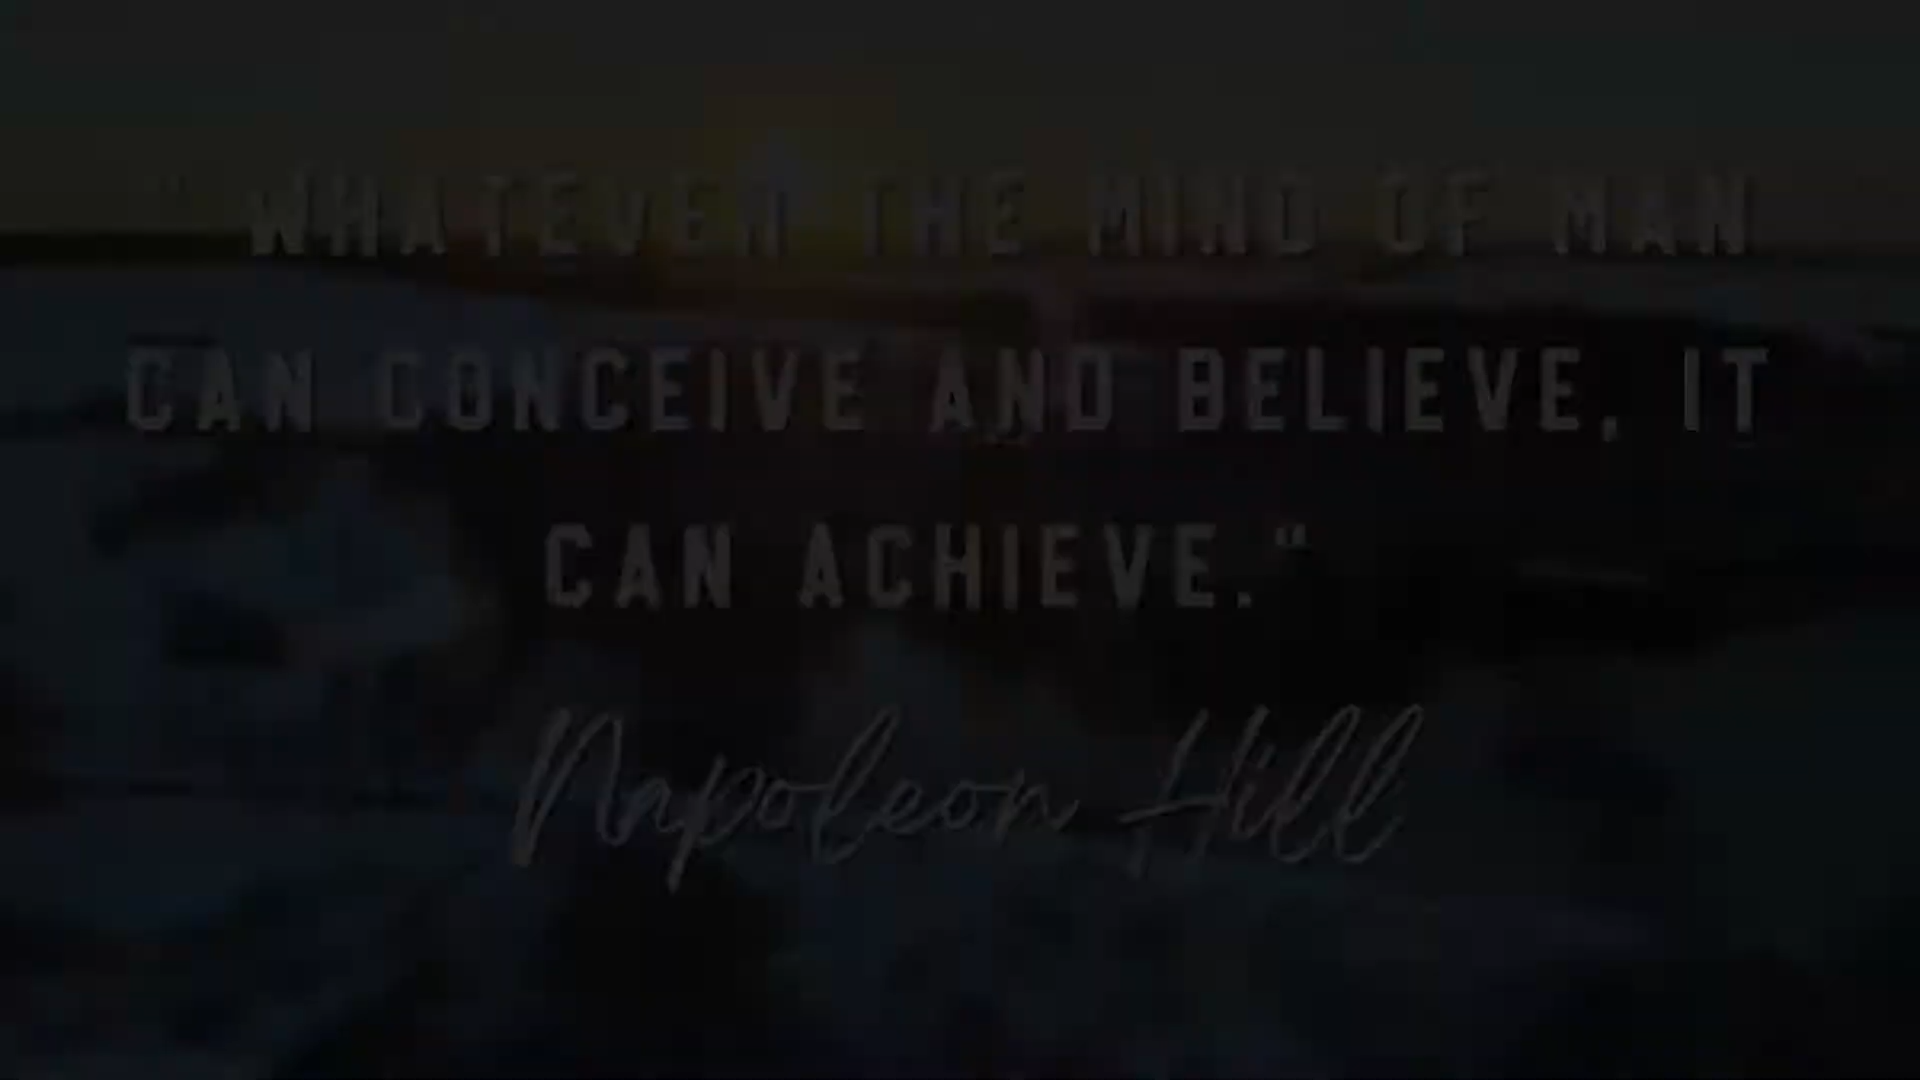 " WHATEVER THE MIND OF MAN
CAN CONCEIVE AND BELIEVE, IT
CAN ACHIEVE."
Napoleon Hill